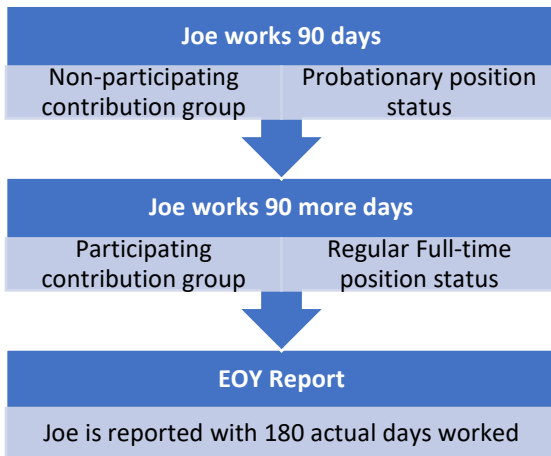 Joe works 90 days
Non-participating
contribution group
Probationary position
status
Joe works 90 more days
Participating
contribution group
Regular Full-time
position status
EOY Report
Joe is reported with 180 actual days worked